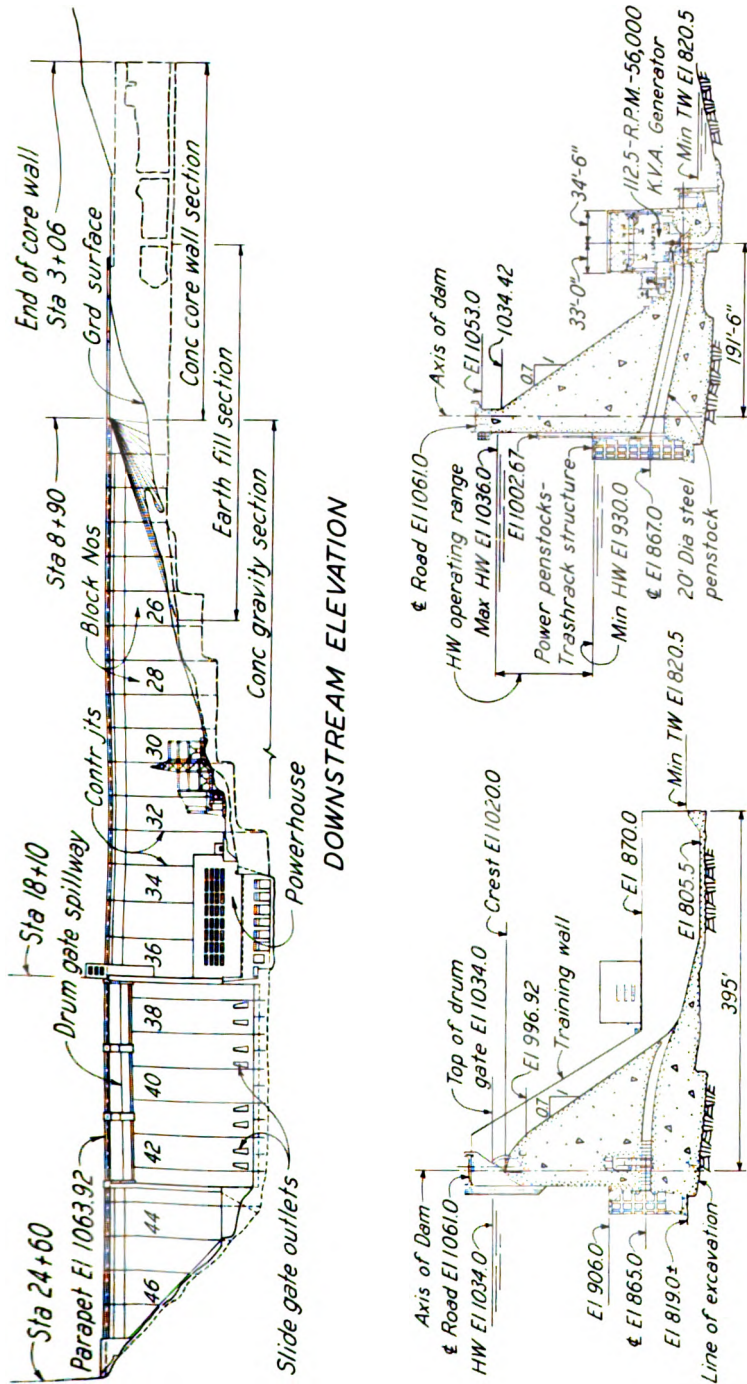 Sta 24+60
Parapet El 1063.92
Sta 18+10
Drum gate spillway
Contr jts
Block Nos
Sta 8+90
End of core wall
Sta 3+06
Grd surface
46
44
42
40
38
36
34
32
30
28
26
Slide gate outlets
Powerhouse
Conc gravity section
Earth fill section
Conc core wall section
DOWNSTREAM ELEVATION
Axis of Dam
₵ Road El 1061.0
HW El 1034.0
Top of drum
gate El 1034.0
Crest El 1020.0
El 996.92
0.7
1
Training wall
El 870.0
El 906.0
₵ El 865.0
El 819.0±
Line of excavation
El 805.5
Min TW El 820.5
395'
₵ Road El 1061.0
HW operating range
Max HW El 1036.0
El 1002.67
Power penstocks-
Trashrack structure
Min HW El 930.0
₵ El 867.0
20' Dia steel
penstock
Axis of dam
El 1053.0
1034.42
0.7
1
33'-0"
34'-6"
112.5-R.P.M.-56,000
K.V.A. Generator
Min TW El 820.5
191'-6"